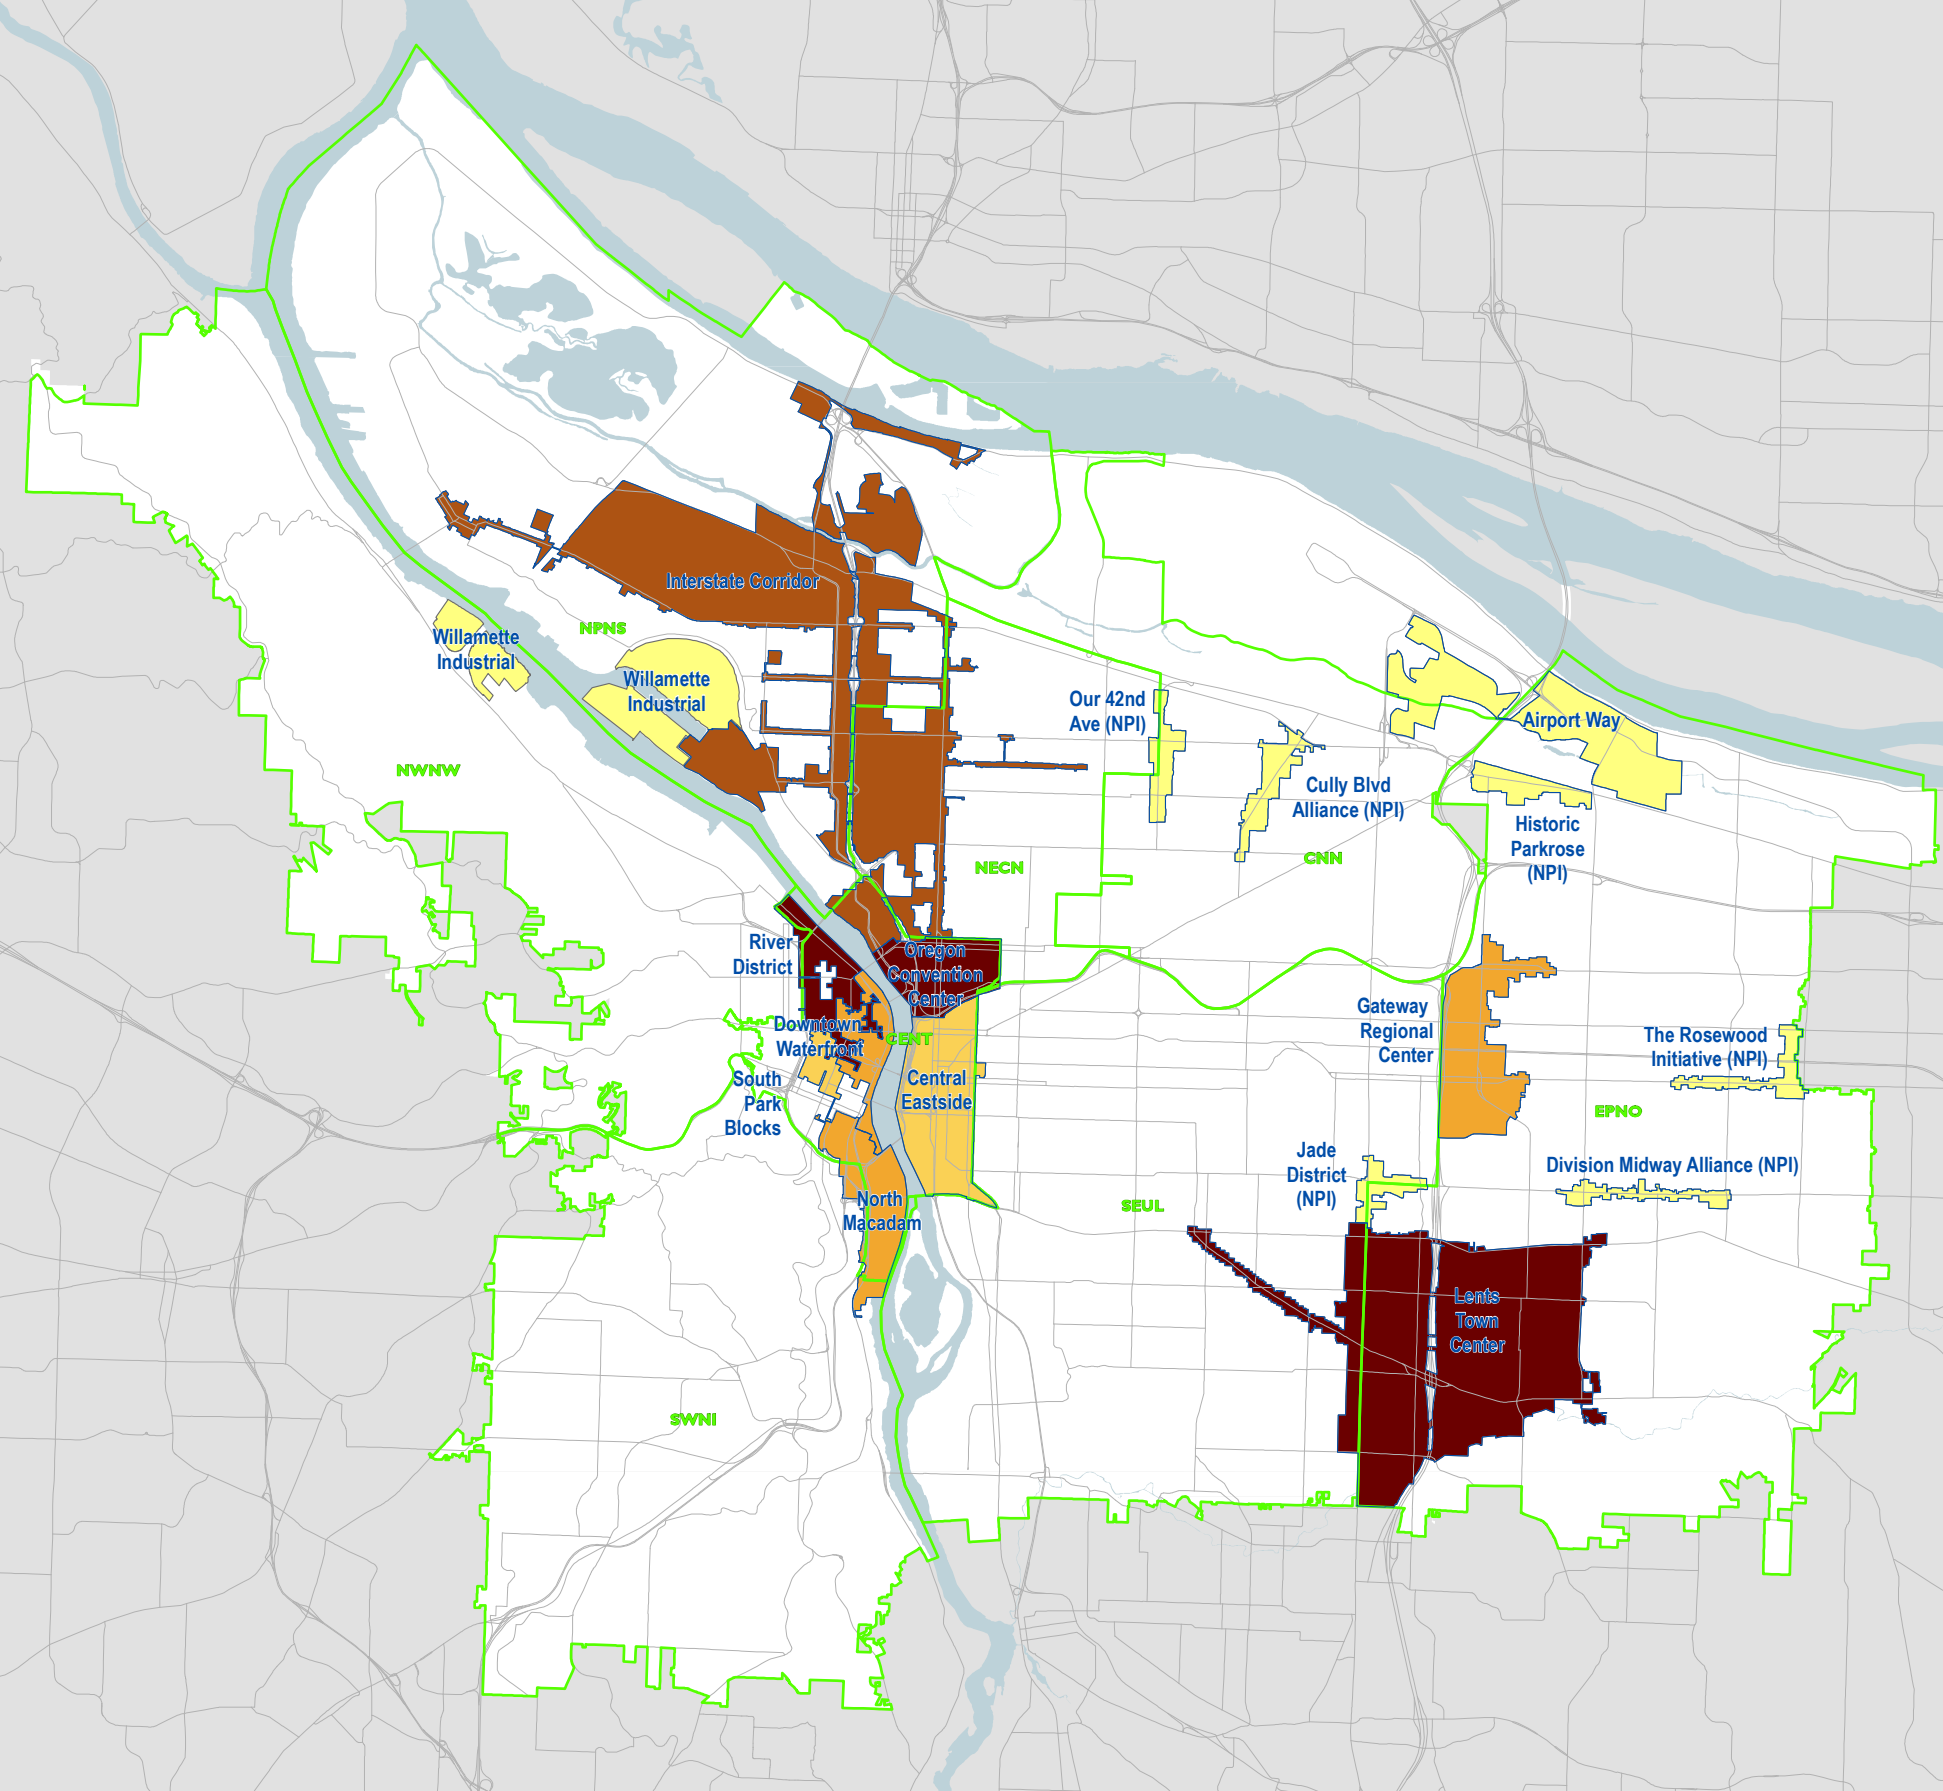 Interstate Corridor
NPNS
Willamette
Industrial
Willamette
Industrial
Our 42nd
Ave (NPI)
Airport Way
NWNW
Cully Blvd
Alliance (NPI)
Historic
Parkrose
(NPI)
NECN
CNN
River
District
Oregon
Convention
Center
Gateway
Regional
Center
Downtown
Waterfront
CENT
The Rosewood
Initiative (NPI)
South
Park
Blocks
Central
Eastside
EPNO
Jade
District
(NPI)
Division Midway Alliance (NPI)
North
Macadam
SEUL
Lents
Town
Center
SWNI